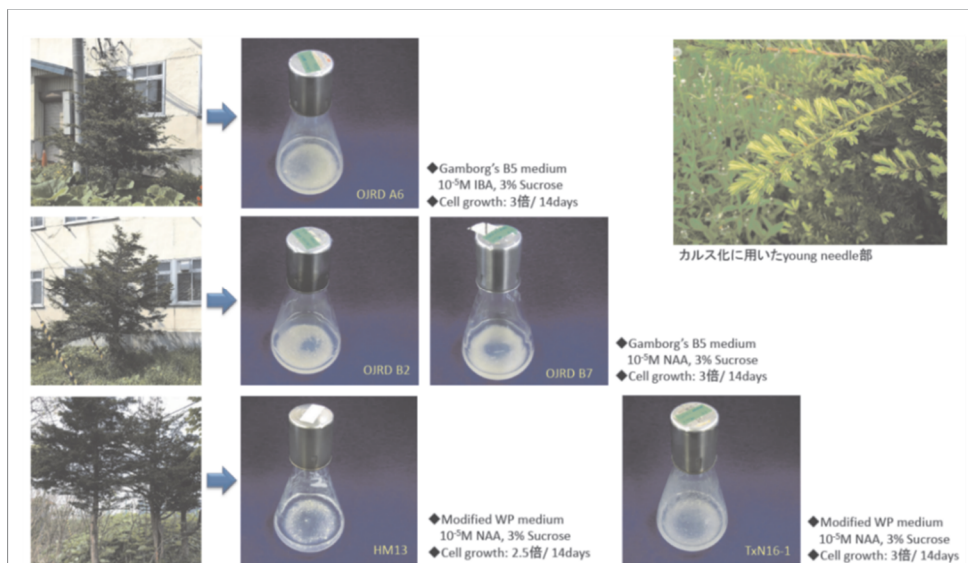 OJRD A6
◆Gamborg's B5 medium
10⁻⁵M IBA, 3% Sucrose
◆Cell growth: 3倍/ 14days
カルス化に用いたyoung needle部
OJRD B2
OJRD B7
◆Gamborg's B5 medium
10⁻⁵M NAA, 3% Sucrose
◆Cell growth: 3倍/ 14days
HM13
◆Modified WP medium
10⁻⁵M NAA, 3% Sucrose
◆Cell growth: 2.5倍/ 14days
TxN16-1
◆Modified WP medium
10⁻⁵M NAA, 3% Sucrose
◆Cell growth: 3倍/ 14days